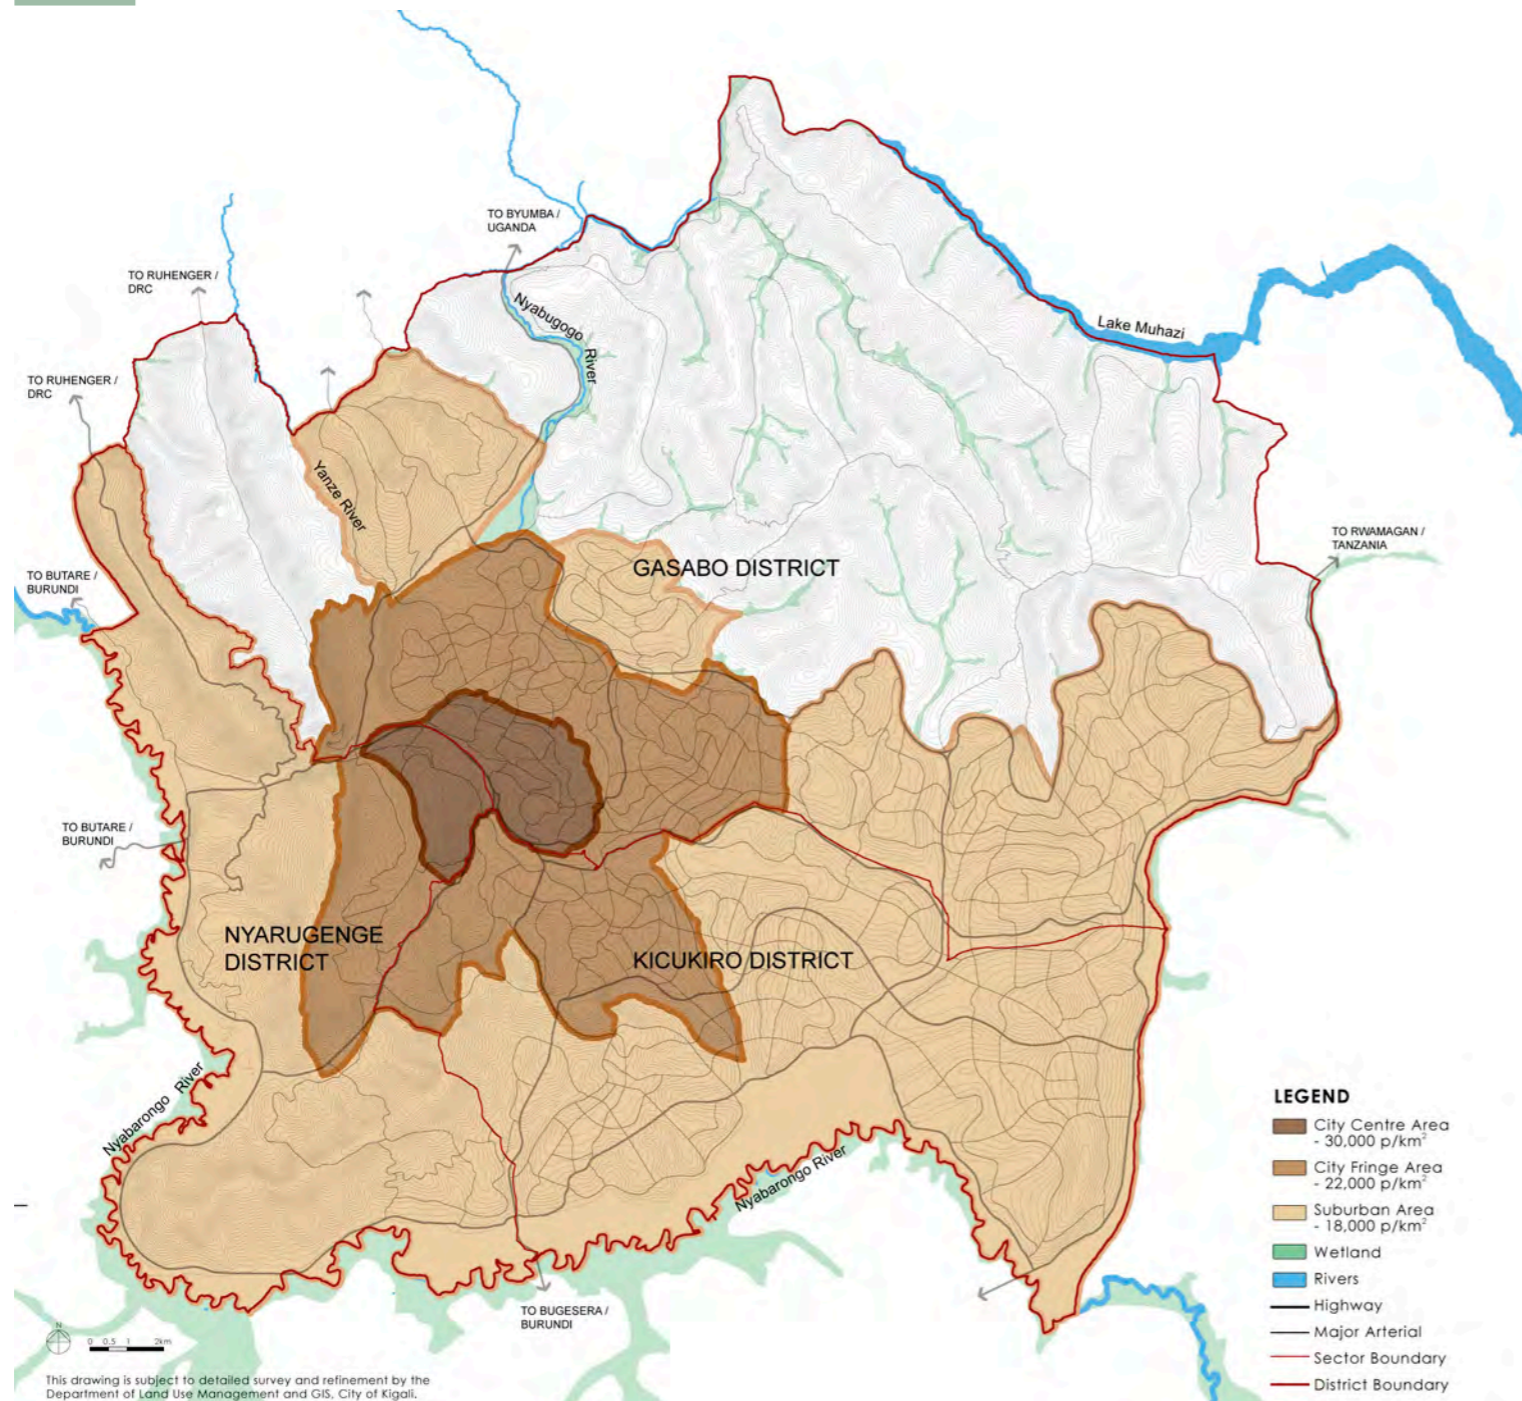 TO BYUMBA /
UGANDA
TO RUHENGER /
DRC
Nyabugogo
River
Lake Muhazi
TO RUHENGER /
DRC
Yanze River
TO RWAMAGAN /
TANZANIA
GASABO DISTRICT
TO BUTARE /
BURUNDI
TO BUTARE /
BURUNDI
NYARUGENGE
DISTRICT
KICUKIRO DISTRICT
Nyabarongo River
Nyabarongo River
TO BUGESERA /
BURUNDI
LEGEND
City Centre Area
- 30,000 p/km²
City Fringe Area
- 22,000 p/km²
Suburban Area
- 18,000 p/km²
Wetland
Rivers
Highway
Major Arterial
Sector Boundary
District Boundary
N
0 0.5 1 2km
This drawing is subject to detailed survey and refinement by the
Department of Land Use Management and GIS, City of Kigali.